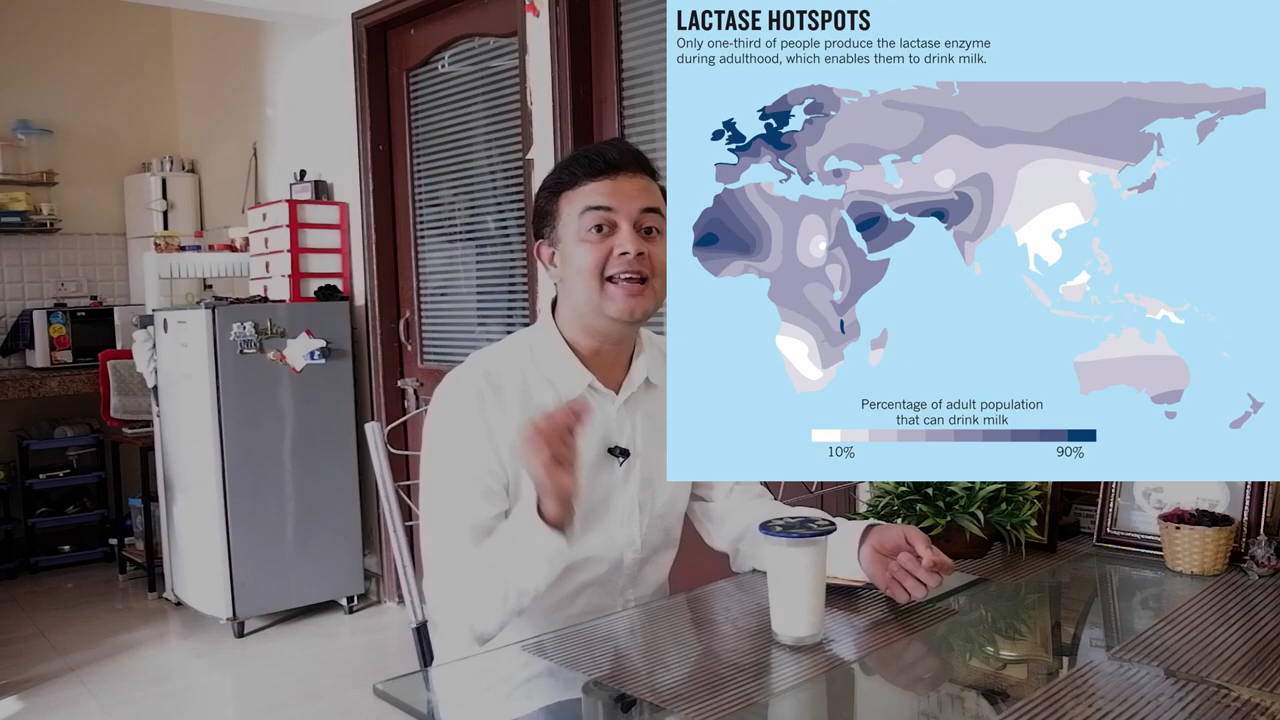 LACTASE HOTSPOTS
Only one-third of people produce the lactase enzyme
during adulthood, which enables them to drink milk.
Percentage of adult population
that can drink milk
10%
90%